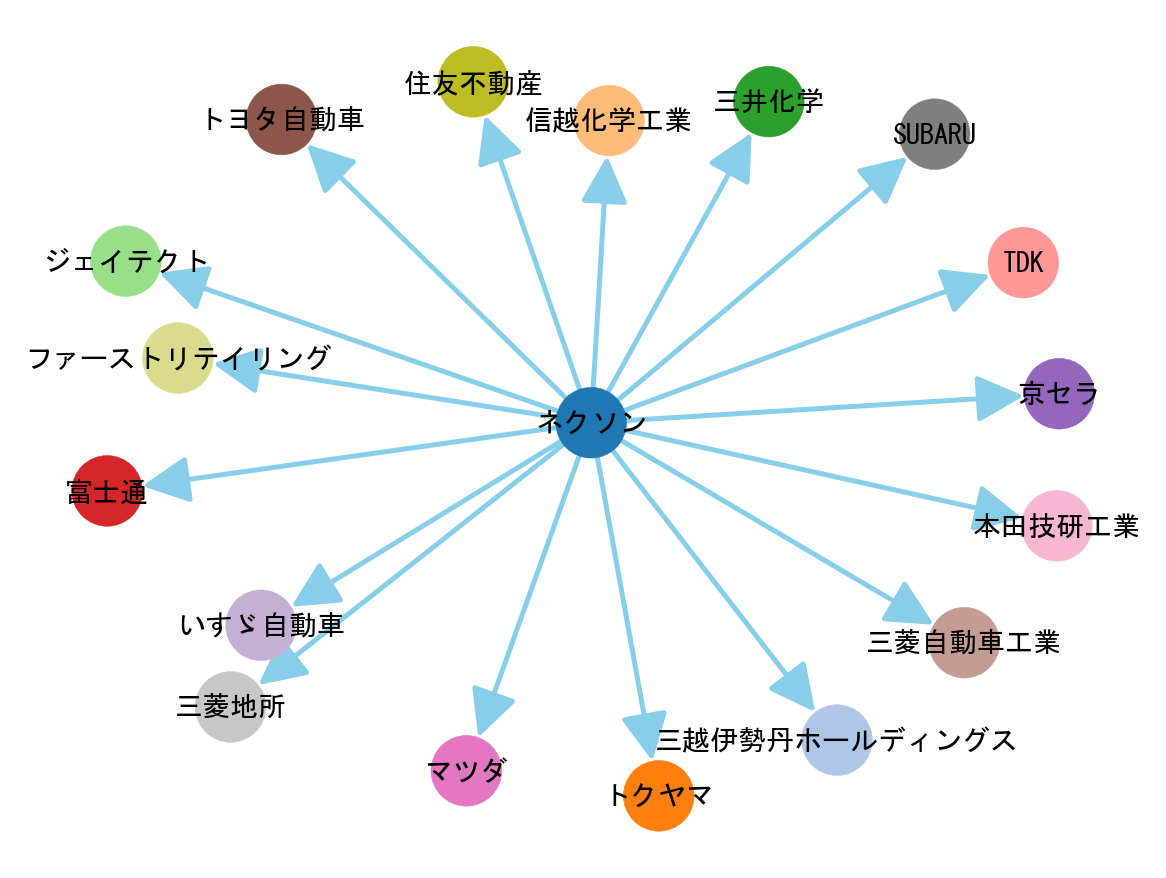 住友不動産
三井化学
トヨタ自動車
信越化学工業
SUBARU
ジェイテクト
TDK
ファーストリテイリング
京セラ
ネクソン
富士通
本田技研工業
いすゞ自動車
三菱自動車工業
三菱地所
三越伊勢丹ホールディングス
マツダ
トクヤマ